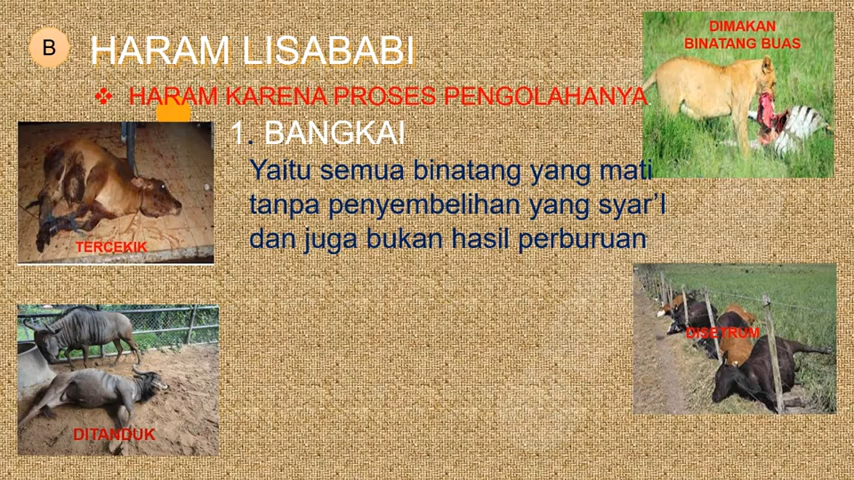 B
HARAM LISABABI
❖ HARAM KARENA PROSES PENGOLAHANYA
1. BANGKAI
Yaitu semua binatang yang mati
tanpa penyembelihan yang syar’I
dan juga bukan hasil perburuan
DIMAKAN
BINATANG BUAS
TERCEKIK
DISETRUM
DITANDUK